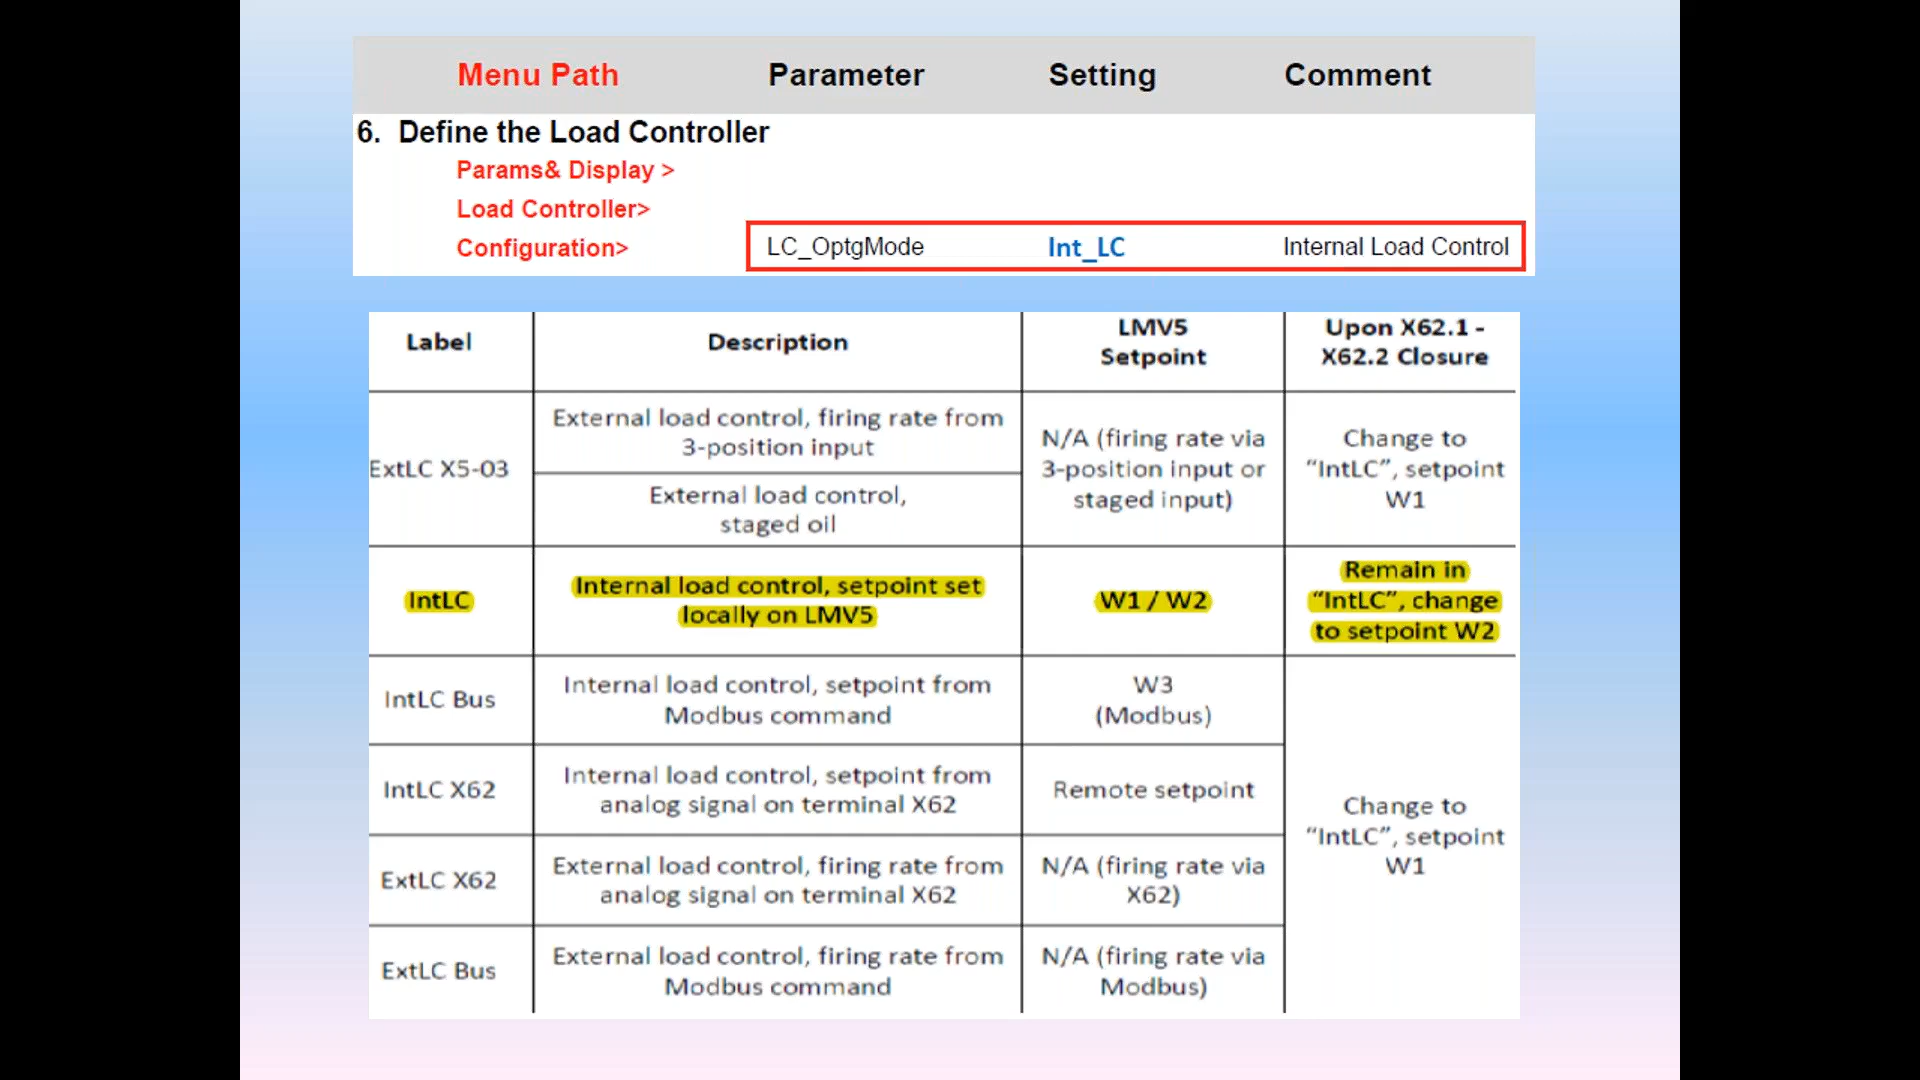 Menu Path Parameter Setting Comment
6. Define the Load Controller
Params& Display >
Load Controller>
Configuration> LC_OptgMode Int_LC Internal Load Control
Label
Description
LMV5
Setpoint
Upon X62.1 -
X62.2 Closure
ExtLC X5-03
External load control, firing rate from
3-position input
External load control,
staged oil
N/A (firing rate via
3-position input or
staged input)
Change to
“IntLC”, setpoint
W1
IntLC
Internal load control, setpoint set
locally on LMV5
W1 / W2
Remain in
“IntLC”, change
to setpoint W2
IntLC Bus
Internal load control, setpoint from
Modbus command
W3
(Modbus)
IntLC X62
Internal load control, setpoint from
analog signal on terminal X62
Remote setpoint
Change to
“IntLC”, setpoint
W1
ExtLC X62
External load control, firing rate from
analog signal on terminal X62
N/A (firing rate via
X62)
ExtLC Bus
External load control, firing rate from
Modbus command
N/A (firing rate via
Modbus)